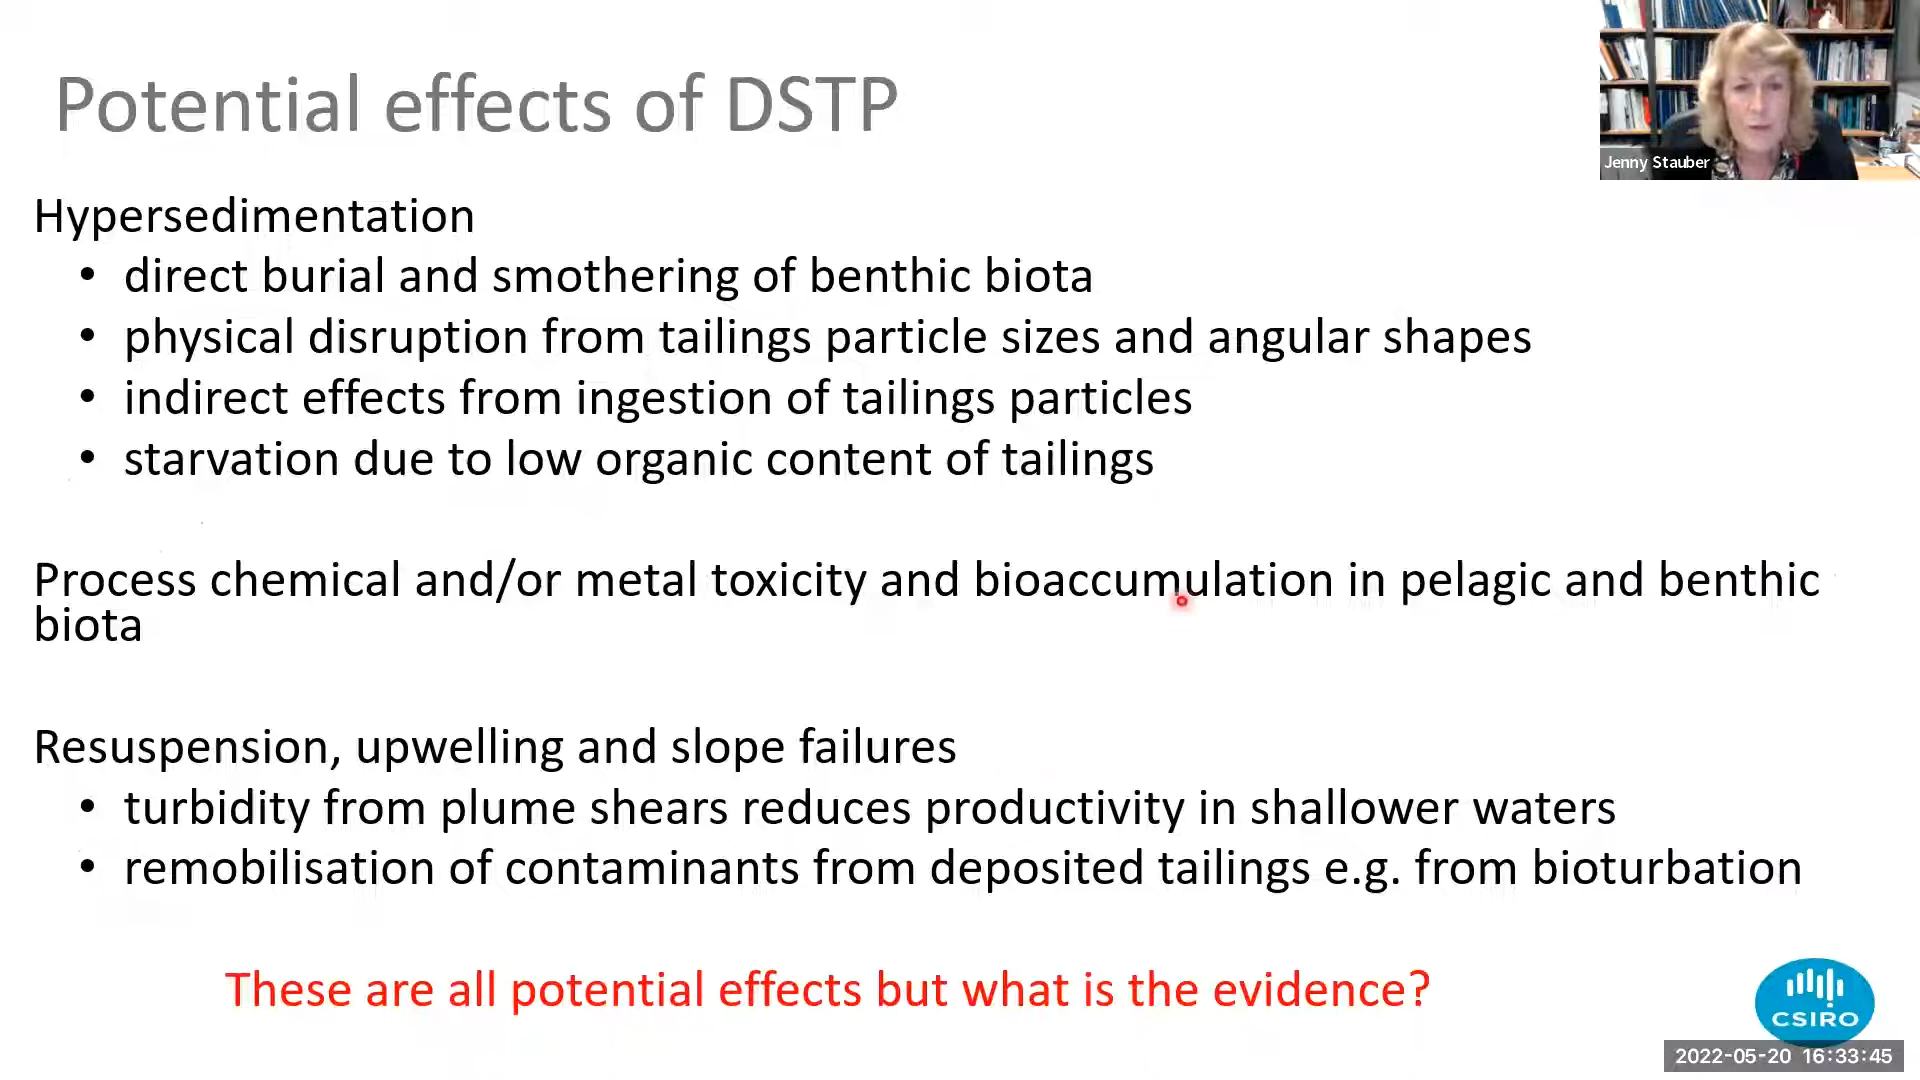 Potential effects of DSTP
Jenny Stauber
Hypersedimentation
• direct burial and smothering of benthic biota
• physical disruption from tailings particle sizes and angular shapes
• indirect effects from ingestion of tailings particles
• starvation due to low organic content of tailings
Process chemical and/or metal toxicity and bioaccumulation in pelagic and benthic
biota
Resuspension, upwelling and slope failures
• turbidity from plume shears reduces productivity in shallower waters
• remobilisation of contaminants from deposited tailings e.g. from bioturbation
These are all potential effects but what is the evidence?
CSIRO
2022-05-20 16:33:45